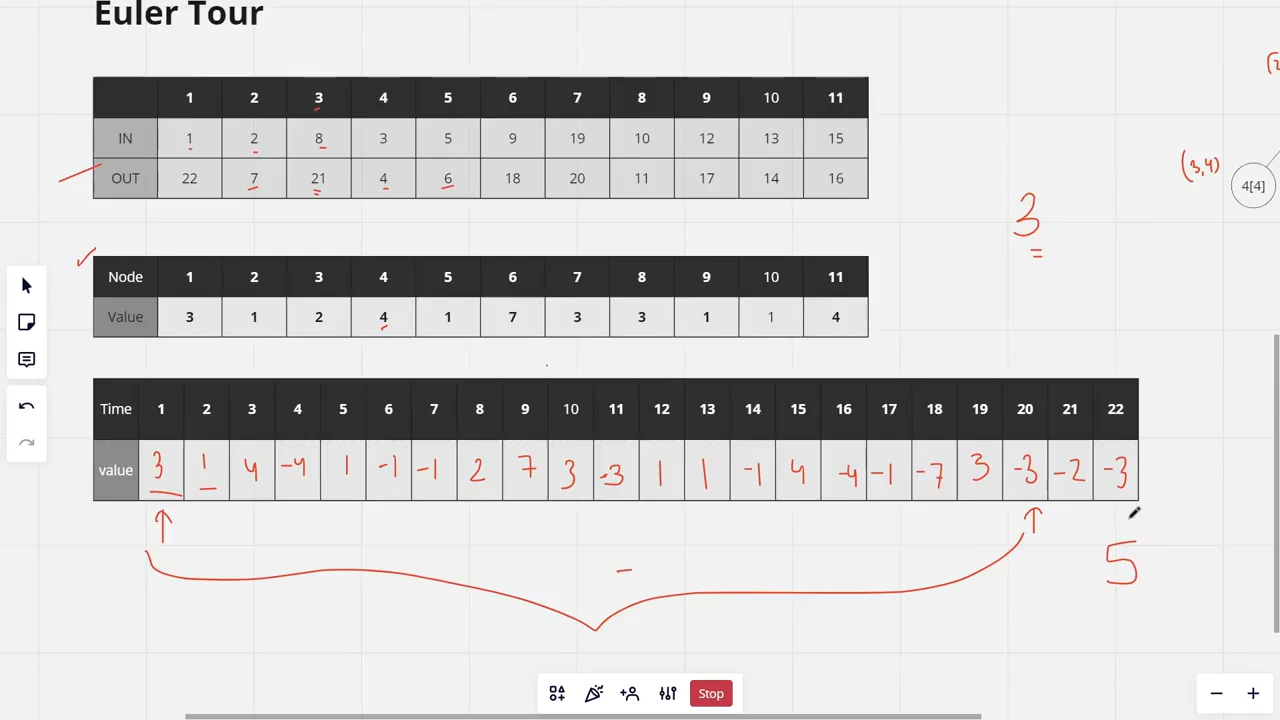 Euler Tour
1 2 3 4 5 6 7 8 9 10 11
IN 1 2 8 3 5 9 19 10 12 13 15
OUT 22 7 21 4 6 18 20 11 17 14 16
(3,4)
4[4]
3
Node 1 2 3 4 5 6 7 8 9 10 11
Value 3 1 2 4 1 7 3 3 1 1 4
Time 1 2 3 4 5 6 7 8 9 10 11 12 13 14 15 16 17 18 19 20 21 22
value 3 1 4 -4 1 -1 -1 2 7 3 -3 1 1 -1 4 -4 -1 -7 3 -3 -2 -3
5
Stop